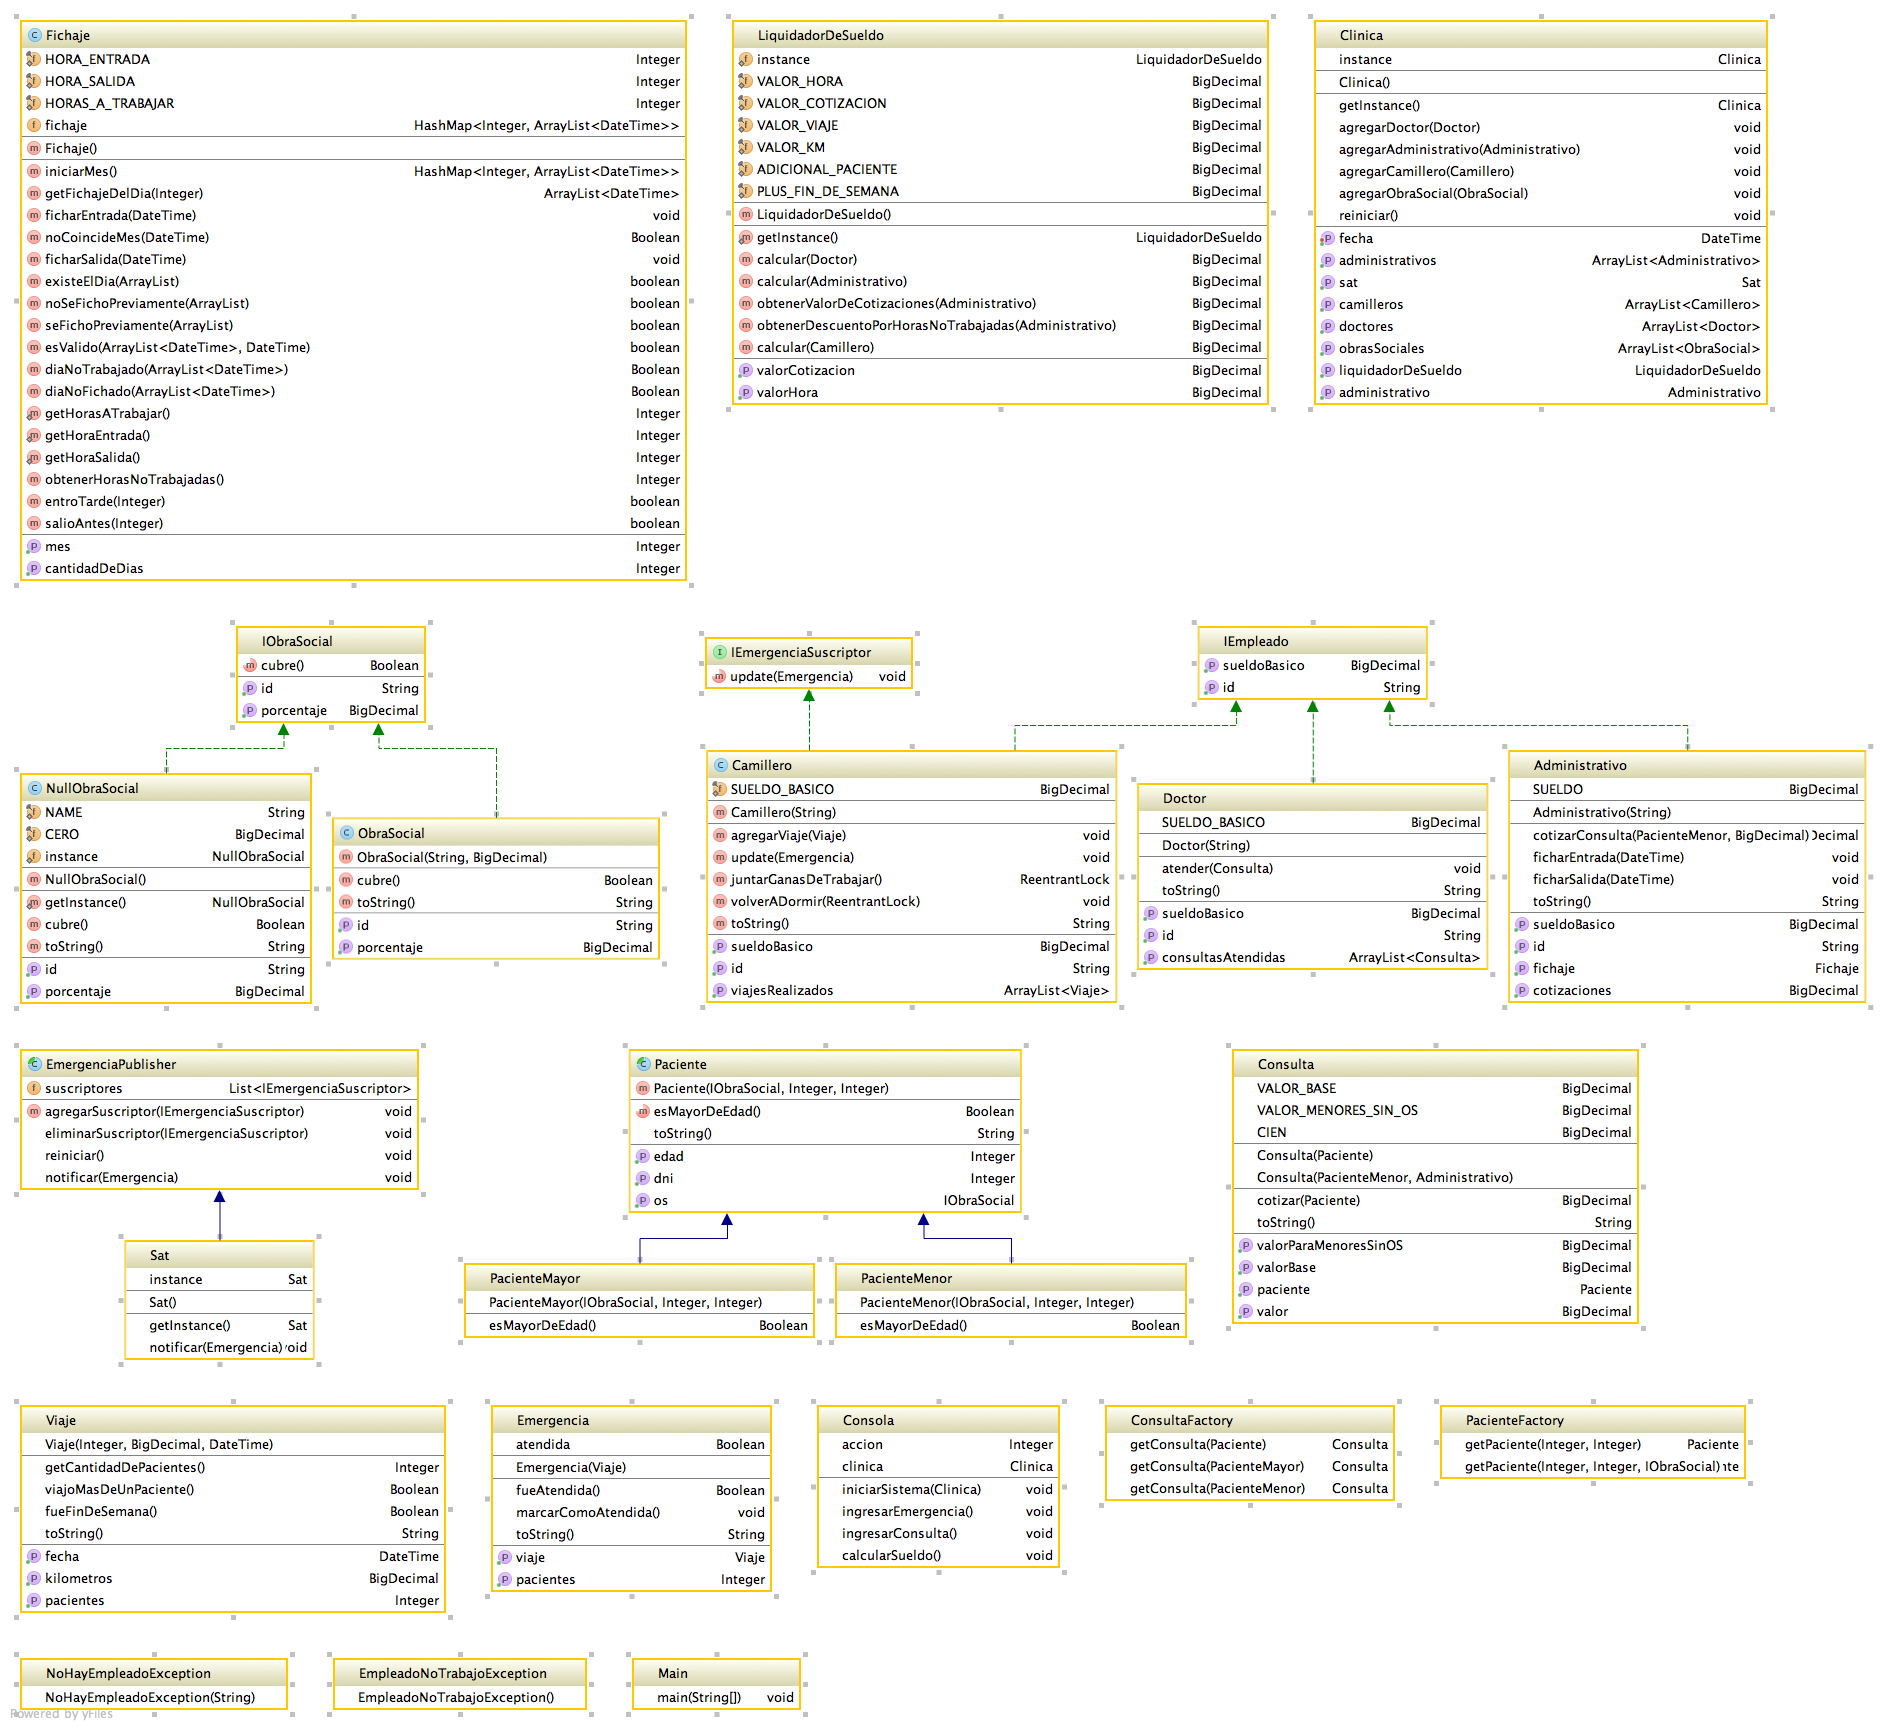 Fichaje
HORA_ENTRADA Integer
HORA_SALIDA Integer
HORAS_A_TRABAJAR Integer
fichaje HashMap<Integer, ArrayList<DateTime>>
Fichaje()
iniciarMes() HashMap<Integer, ArrayList<DateTime>>
getFichajeDelDia(Integer) ArrayList<DateTime>
ficharEntrada(DateTime) void
noCoincideMes(DateTime) Boolean
ficharSalida(DateTime) void
existeElDia(ArrayList) boolean
noSeFichoPreviamente(ArrayList) boolean
seFichoPreviamente(ArrayList) boolean
esValido(ArrayList<DateTime>, DateTime) boolean
diaNoTrabajado(ArrayList<DateTime>) Boolean
diaNoFichado(ArrayList<DateTime>) Boolean
getHorasATrabajar() Integer
getHoraEntrada() Integer
getHoraSalida() Integer
obtenerHorasNoTrabajadas() Integer
entroTarde(Integer) boolean
salioAntes(Integer) boolean
mes Integer
cantidadDeDias Integer
LiquidadorDeSueldo
instance LiquidadorDeSueldo
VALOR_HORA BigDecimal
VALOR_COTIZACION BigDecimal
VALOR_VIAJE BigDecimal
VALOR_KM BigDecimal
ADICIONAL_PACIENTE BigDecimal
PLUS_FIN_DE_SEMANA BigDecimal
LiquidadorDeSueldo()
getInstance() LiquidadorDeSueldo
calcular(Doctor) BigDecimal
calcular(Administrativo) BigDecimal
obtenerValorDeCotizaciones(Administrativo) BigDecimal
obtenerDescuentoPorHorasNoTrabajadas(Administrativo) BigDecimal
calcular(Camillero) BigDecimal
valorCotizacion BigDecimal
valorHora BigDecimal
Clinica
instance Clinica
Clinica()
getInstance() Clinica
agregarDoctor(Doctor) void
agregarAdministrativo(Administrativo) void
agregarCamillero(Camillero) void
agregarObraSocial(ObraSocial) void
reiniciar() void
fecha DateTime
administrativos ArrayList<Administrativo>
sat Sat
camilleros ArrayList<Camillero>
doctores ArrayList<Doctor>
obrasSociales ArrayList<ObraSocial>
liquidadorDeSueldo LiquidadorDeSueldo
administrativo Administrativo
IObraSocial
cubre() Boolean
id String
porcentaje BigDecimal
IEmergenciaSuscriptor
update(Emergencia) void
IEmpleado
sueldoBasico BigDecimal
id String
NullObraSocial
NAME String
CERO BigDecimal
instance NullObraSocial
NullObraSocial()
getInstance() NullObraSocial
cubre() Boolean
toString() String
id String
porcentaje BigDecimal
ObraSocial
ObraSocial(String, BigDecimal)
cubre() Boolean
toString() String
id String
porcentaje BigDecimal
Camillero
SUELDO_BASICO BigDecimal
Camillero(String)
agregarViaje(Viaje) void
update(Emergencia) void
juntarGanasDeTrabajar() ReentrantLock
volverADormir(ReentrantLock) void
toString() String
sueldoBasico BigDecimal
id String
viajesRealizados ArrayList<Viaje>
Doctor
SUELDO_BASICO BigDecimal
Doctor(String)
atender(Consulta) void
toString() String
sueldoBasico BigDecimal
id String
consultasAtendidas ArrayList<Consulta>
Administrativo
SUELDO BigDecimal
Administrativo(String)
cotizarConsulta(PacienteMenor, BigDecimal) Decimal
ficharEntrada(DateTime) void
ficharSalida(DateTime) void
toString() String
sueldoBasico BigDecimal
id String
fichaje Fichaje
cotizaciones BigDecimal
EmergenciaPublisher
suscriptores List<IEmergenciaSuscriptor>
agregarSuscriptor(IEmergenciaSuscriptor) void
eliminarSuscriptor(IEmergenciaSuscriptor) void
reiniciar() void
notificar(Emergencia) void
Paciente
Paciente(IObraSocial, Integer, Integer)
esMayorDeEdad() Boolean
toString() String
edad Integer
dni Integer
os IObraSocial
Consulta
VALOR_BASE BigDecimal
VALOR_MENORES_SIN_OS BigDecimal
CIEN BigDecimal
Consulta(Paciente)
Consulta(PacienteMenor, Administrativo)
cotizar(Paciente) BigDecimal
toString() String
valorParaMenoresSinOS BigDecimal
valorBase BigDecimal
paciente Paciente
valor BigDecimal
Sat
instance Sat
Sat()
getInstance() Sat
notificar(Emergencia) oid
PacienteMayor
PacienteMayor(IObraSocial, Integer, Integer)
esMayorDeEdad() Boolean
PacienteMenor
PacienteMenor(IObraSocial, Integer, Integer)
esMayorDeEdad() Boolean
Viaje
Viaje(Integer, BigDecimal, DateTime)
getCantidadDePacientes() Integer
viajoMasDeUnPaciente() Boolean
fueFinDeSemana() Boolean
toString() String
fecha DateTime
kilometros BigDecimal
pacientes Integer
Emergencia
atendida Boolean
Emergencia(Viaje)
fueAtendida() Boolean
marcarComoAtendida() void
toString() String
viaje Viaje
pacientes Integer
Consola
accion Integer
clinica Clinica
iniciarSistema(Clinica) void
ingresarEmergencia() void
ingresarConsulta() void
calcularSueldo() void
ConsultaFactory
getConsulta(Paciente) Consulta
getConsulta(PacienteMayor) Consulta
getConsulta(PacienteMenor) Consulta
PacienteFactory
getPaciente(Integer, Integer) Paciente
getPaciente(Integer, Integer, IObraSocial) nte
NoHayEmpleadoException
NoHayEmpleadoException(String)
EmpleadoNoTrabajoException
EmpleadoNoTrabajoException()
Main
main(String[]) void
Powered by yFiles